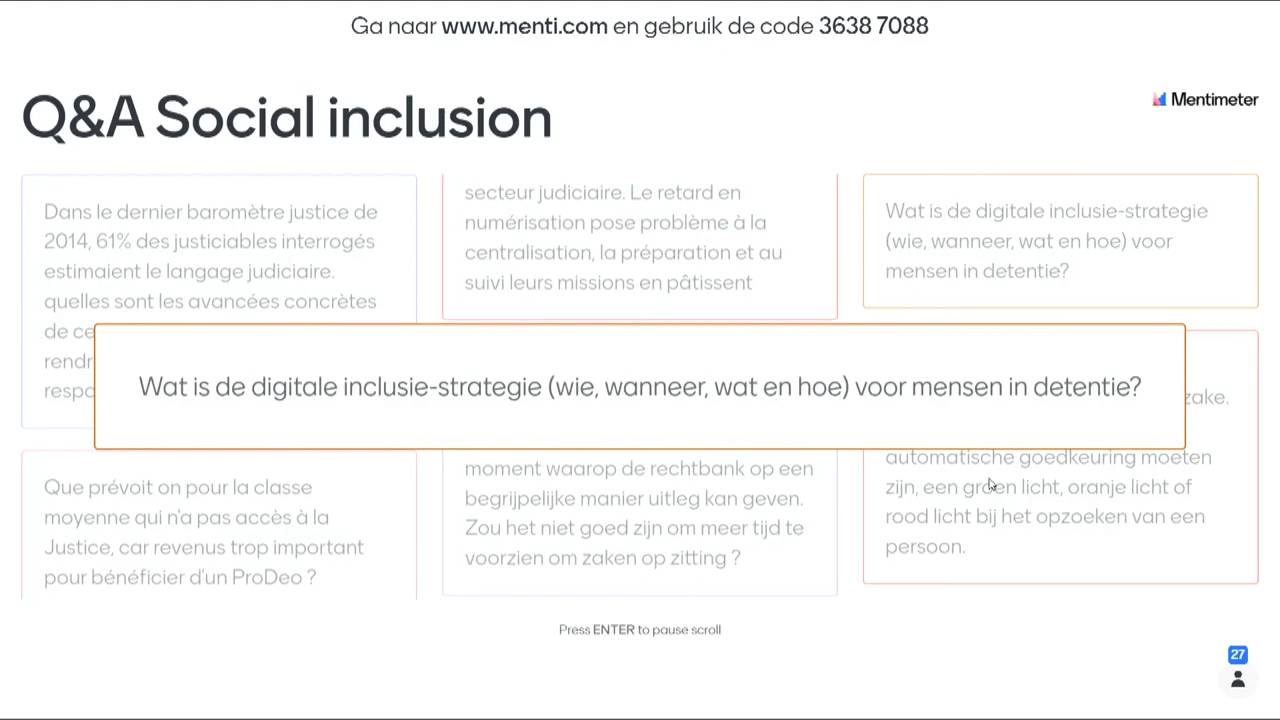 Ga naar www.menti.com en gebruik de code 3638 7088
Q&A Social inclusion
Mentimeter
Dans le dernier baromètre justice de
2014, 61% des justiciables interrogés
estimaient le langage judiciaire.
quelles sont les avancées concrètes
de ce
rendr
respo
Que prévoit on pour la classe
moyenne qui n'a pas accès à la
Justice, car revenus trop important
pour bénéficier d'un ProDeo ?
secteur judiciaire. Le retard en
numérisation pose problème à la
centralisation, la préparation et au
suivi leurs missions en pâtissent
moment waarop de rechtbank op een
begrijpelijke manier uitleg kan geven.
Zou het niet goed zijn om meer tijd te
voorzien om zaken op zitting ?
Wat is de digitale inclusie-strategie
(wie, wanneer, wat en hoe) voor
mensen in detentie?
zake.
automatische goedkeuring moeten
zijn, een groen licht, oranje licht of
rood licht bij het opzoeken van een
persoon.
Wat is de digitale inclusie-strategie (wie, wanneer, wat en hoe) voor mensen in detentie?
Press ENTER to pause scroll
27